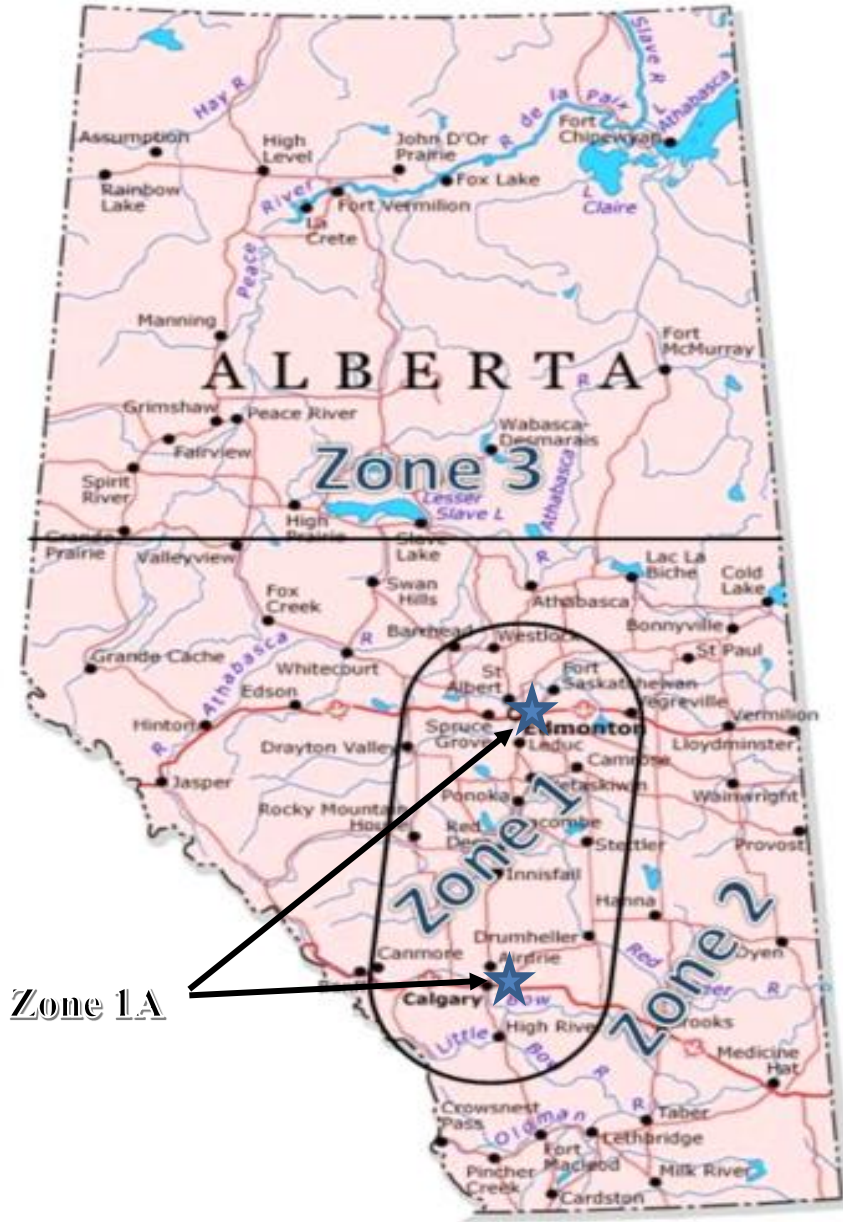 Slave R
Hay R
R de la Paix
L Athabasca
Fort
Chipewyan
Assumption
High
Level
John D'Or
Prairie
Rainbow
Lake
Fox Lake
River
Fort Vermilion
L
Claire
La
Crete
Peace
Manning
Fort
McMurray
ALBERTA
R
Grimshaw
Peace River
Wabasca-
Desmarais
Fairview
Zone 3
Athabasca
Spirit
River
Lesser
Slave L
High
Prairie
Grande
Prairie
Slave
Lake
Valleyview
R
Lac La
Biche
Cold
Lake
Swan
Hills
Fox
Creek
Athabasca
Bonnyville
Barrhead
Westlock
R
Athabasca
Grande Cache
Whitecourt
St Paul
St
Albert
Fort
Saskatchewan
Edson
Vegreville
Hinton
Spruce
Grove
Edmonton
Vermilion
R
Drayton Valley
Leduc
Lloydminster
Camrose
Jasper
Wetaskiwin
Wainwright
Ponoka
Rocky Mountain
House
Zone 1
Lacombe
Red
Deer
Stettler
Provost
Innisfail
Hanna
Zone 2
Drumheller
Red
Oyen
Canmore
Airdrie
Zone 1A
Calgary
Bow
R
Brooks
Little
High River
Bow
R
Medicine
Hat
R
Crowsnest
Pass
Oldman
Taber
Lethbridge
Fort
Macleod
Pincher
Creek
Milk River
Cardston